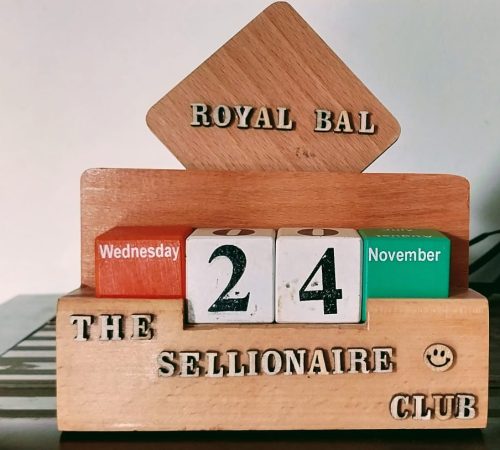 ROYAL BAL
Wednesday 24 November
THE
SELLIONAIRE
CLUB